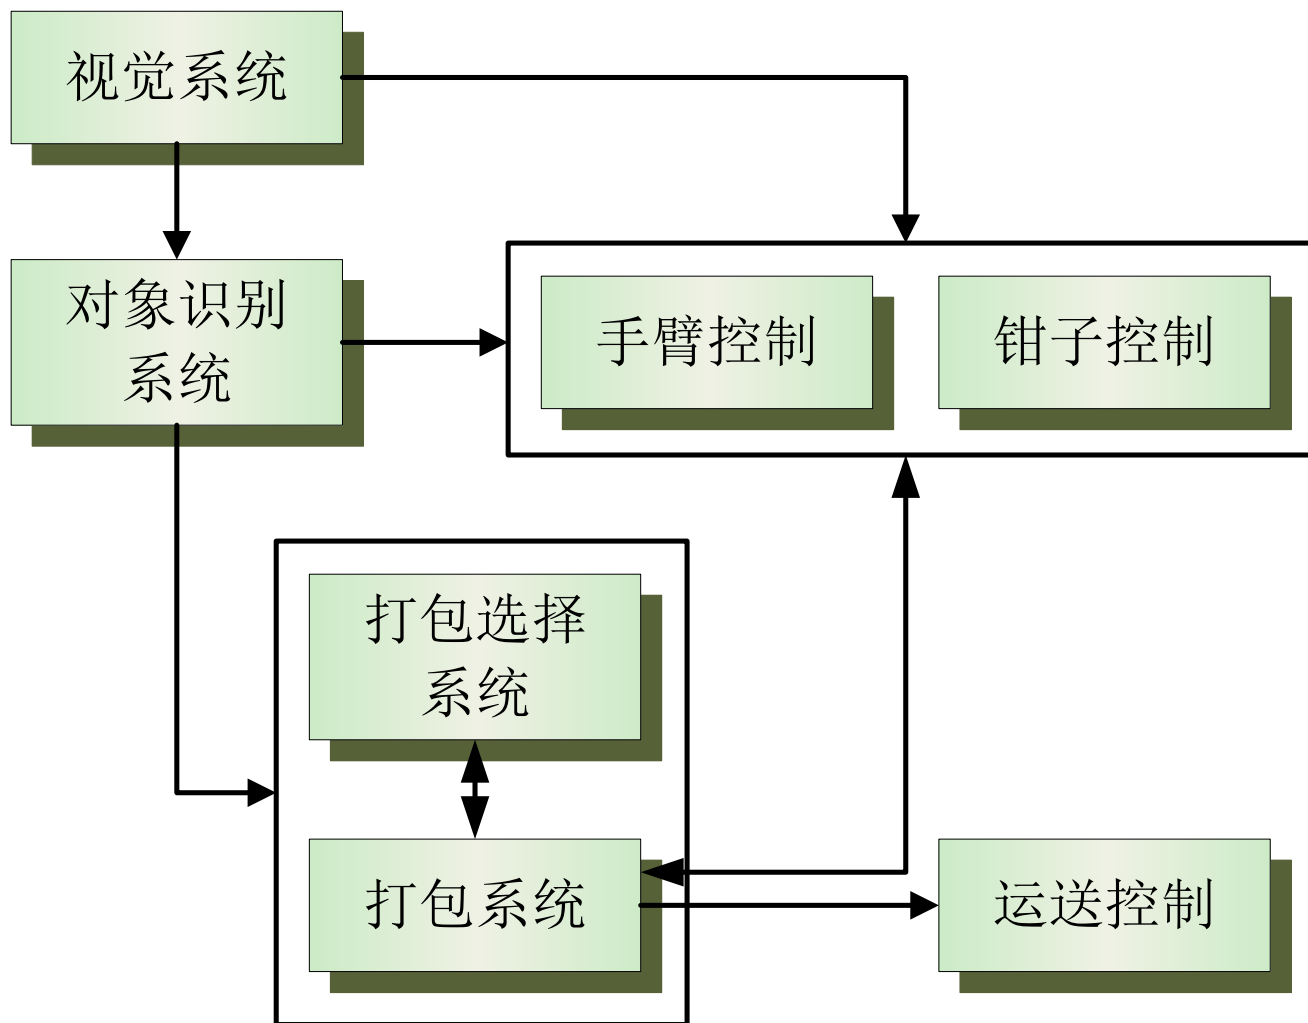 视觉系统
对象识别
系统
手臂控制
钳子控制
打包选择
系统
打包系统
运送控制